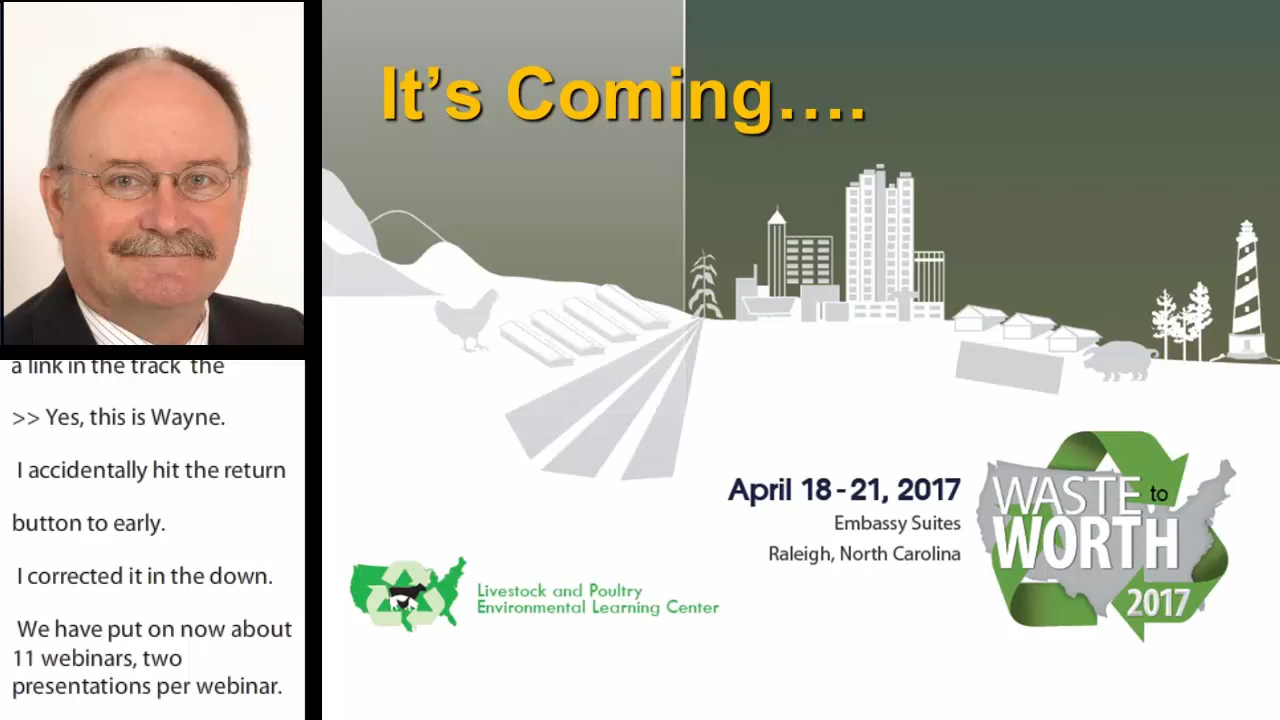 It's Coming....
a link in the track the
>> Yes, this is Wayne.
I accidentally hit the return
button to early.
I corrected it in the down.
We have put on now about
11 webinars, two
presentations per webinar.
April 18 - 21, 2017
Embassy Suites
Raleigh, North Carolina
WASTE to
WORTH
2017
Livestock and Poultry
Environmental Learning Center